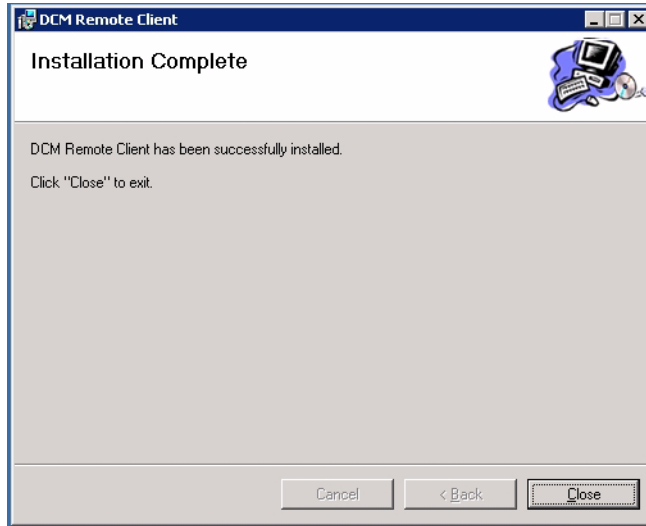 DCM Remote Client
Installation Complete
DCM Remote Client has been successfully installed.
Click "Close" to exit.
Cancel
< Back
Close